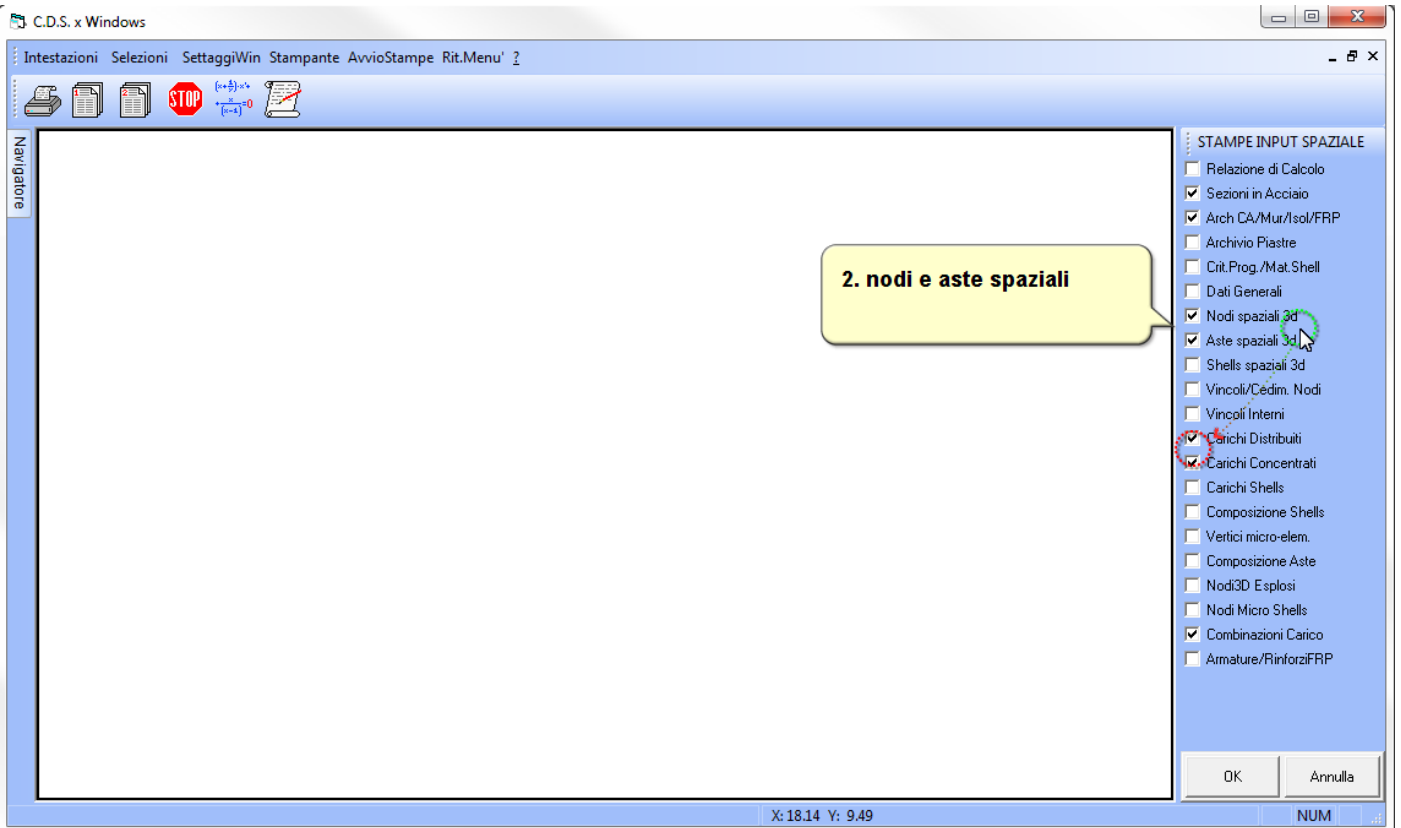 C.D.S. x Windows
Intestazioni Selezioni SettaggiWin Stampante AvvioStampe Rit.Menu' ?
1
2
STOP
Navigatore
STAMPE INPUT SPAZIALE
Relazione di Calcolo
Sezioni in Acciaio
Arch CA/Mur/Isol/FRP
Archivio Piastre
Crit.Prog./Mat.Shell
Dati Generali
2. nodi e aste spaziali
Nodi spaziali 3d
Aste spaziali 3d
Shells spaziali 3d
Vincoli/Cedim. Nodi
Vincoli Interni
Carichi Distribuiti
Carichi Concentrati
Carichi Shells
Composizione Shells
Vertici micro-elem.
Composizione Aste
Nodi3D Esplosi
Nodi Micro Shells
Combinazioni Carico
Armature/RinforziFRP
OK Annulla
X: 18.14 Y: 9.49 NUM